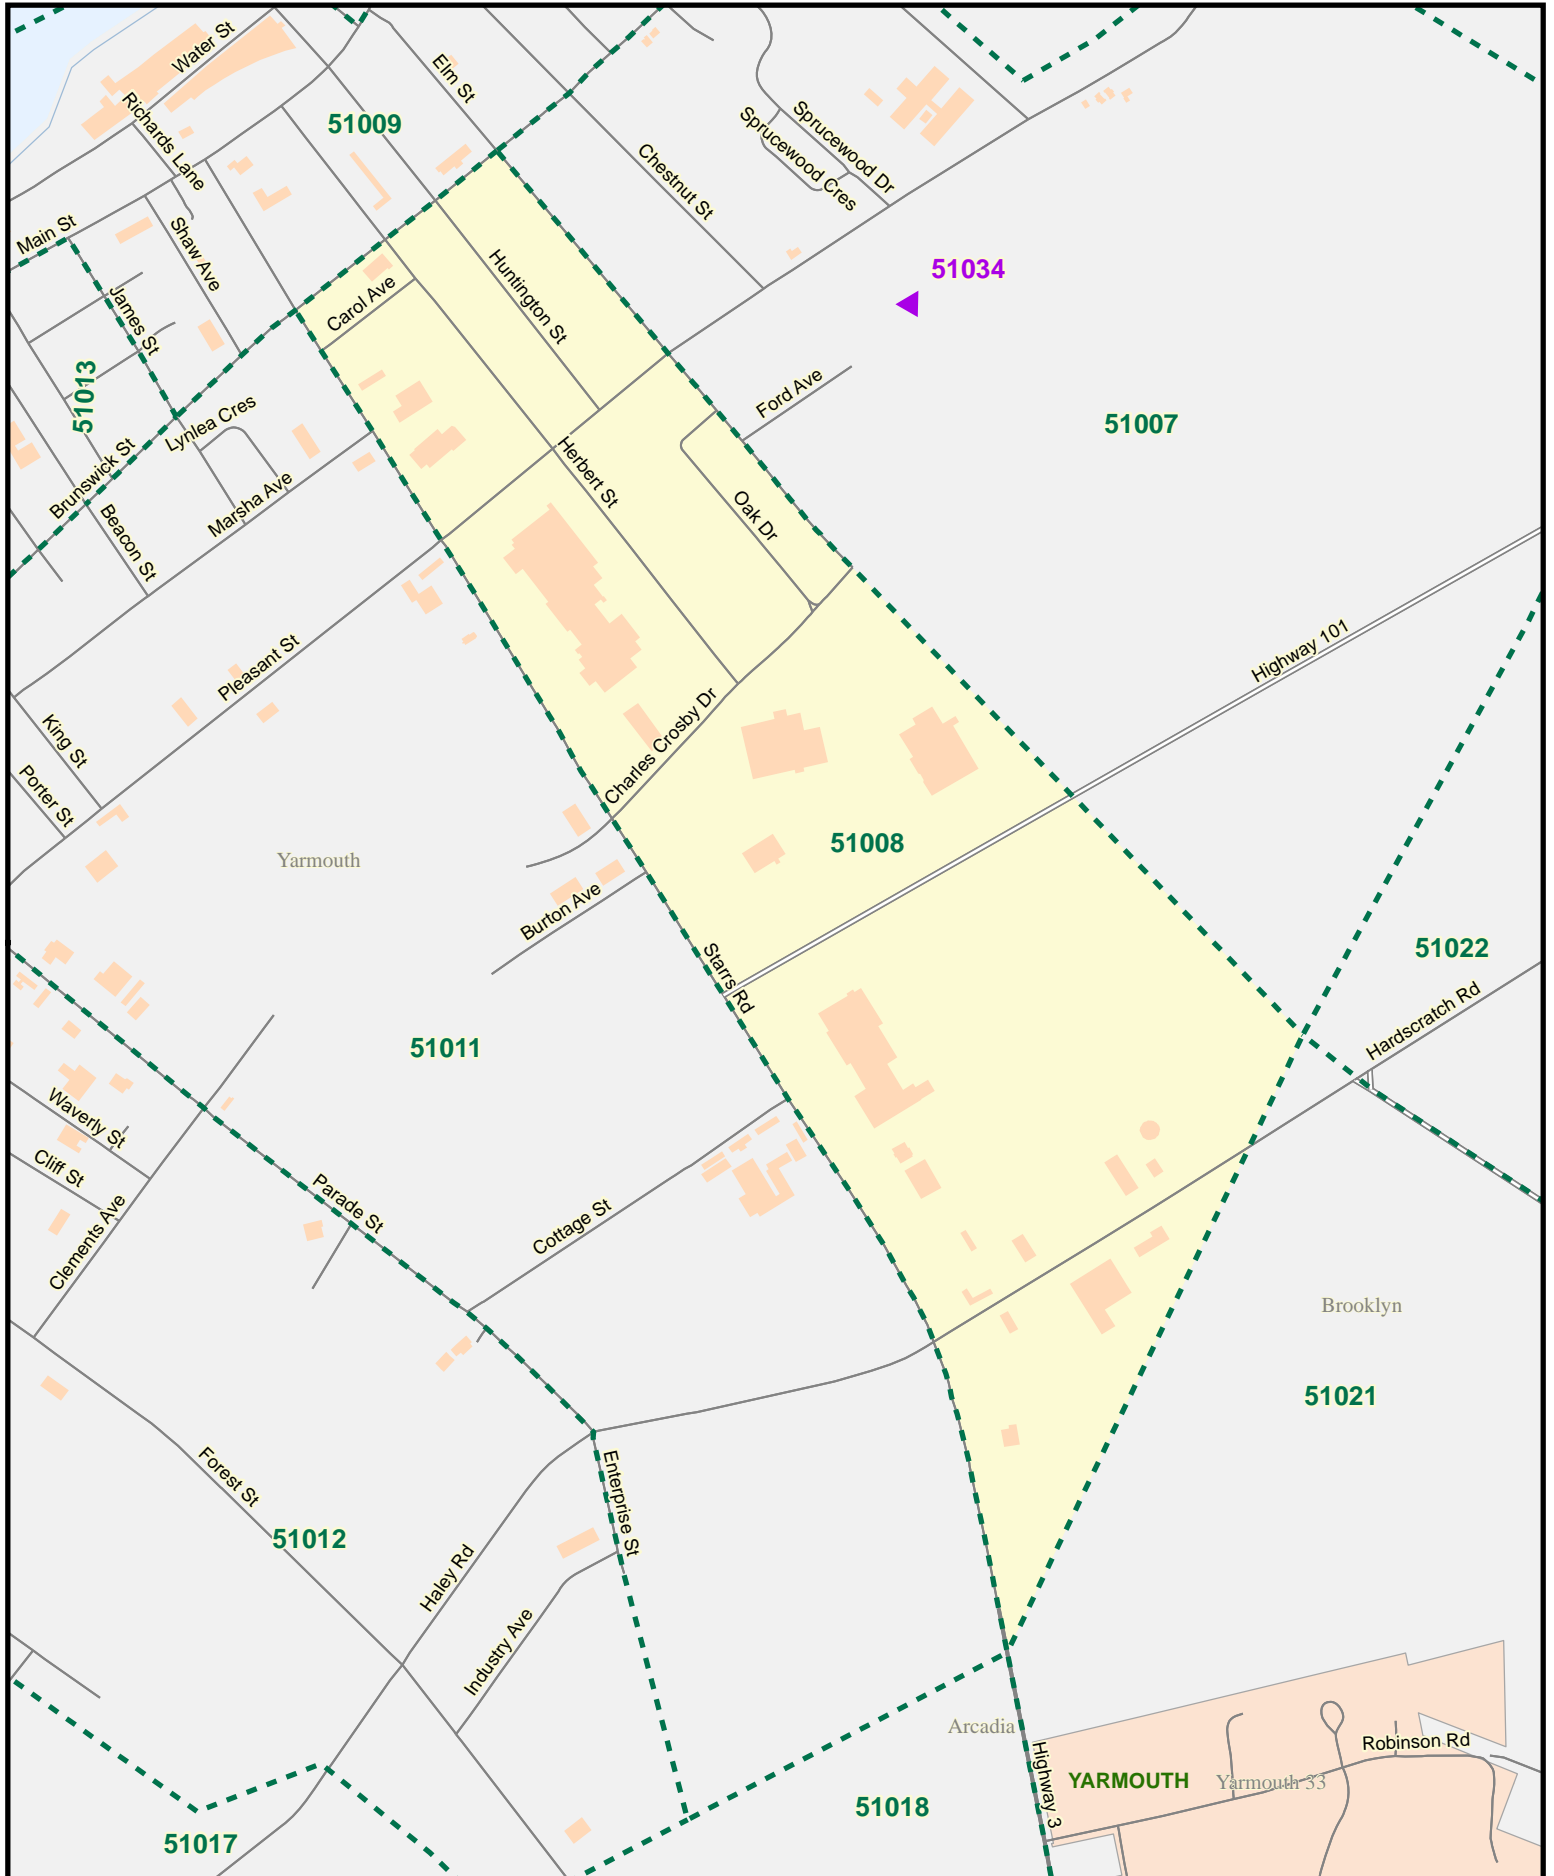 Water St
Elm St
Richards Lane
51009
Sprucewood Dr
Sprucewood Cres
Chestnut St
Main St
Shaw Ave
51034
Huntington St
Carol Ave
James St
51013
Ford Ave
Lynlea Cres
51007
Brunswick St
Herbert St
Marsha Ave
Oak Dr
Beacon St
Highway 101
Pleasant St
King St
Charles Crosby Dr
Porter St
51008
Yarmouth
Burton Ave
51022
Starrs Rd
Hardscratch Rd
51011
Waverly St
Cliff St
Parade St
Clements Ave
Cottage St
Brooklyn
51021
Forest St
Enterprise St
51012
Haley Rd
Industry Ave
Arcadia
Robinson Rd
Highway 3
YARMOUTH
Yarmouth 33
51018
51017